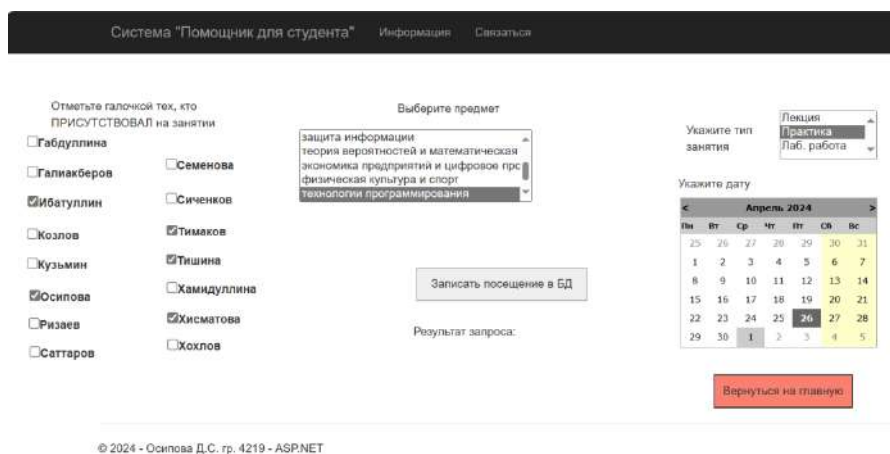 Система "Помощник для студента" Информация Связаться
Отметьте галочкой тех, кто
ПРИСУТСТВОВАЛ на занятии
Габдуллина
Галиакберов
Ибатуллин
Козлов
Кузьмин
Осипова
Ризаев
Саттаров
Семенова
Сиченков
Тимаков
Тишина
Хамидуллина
Хисматова
Хохлов
Выберите предмет
защита информации
теория вероятностей и математическая
экономика предприятий и цифровое прс
физическая культура и спорт
технологии программирования
Записать посещение в БД
Результат запроса:
Укажите тип
занятия
Лекция
Практика
Лаб. работа
Укажите дату
< Апрель 2024 >
Пн Вт Ср Чт Пт Сб Вс
25 26 27 28 29 30 31
1 2 3 4 5 6 7
8 9 10 11 12 13 14
15 16 17 18 19 20 21
22 23 24 25 26 27 28
29 30 1 2 3 4 5
Вернуться на главную
© 2024 - Осипова Д.С. гр. 4219 - ASP.NET